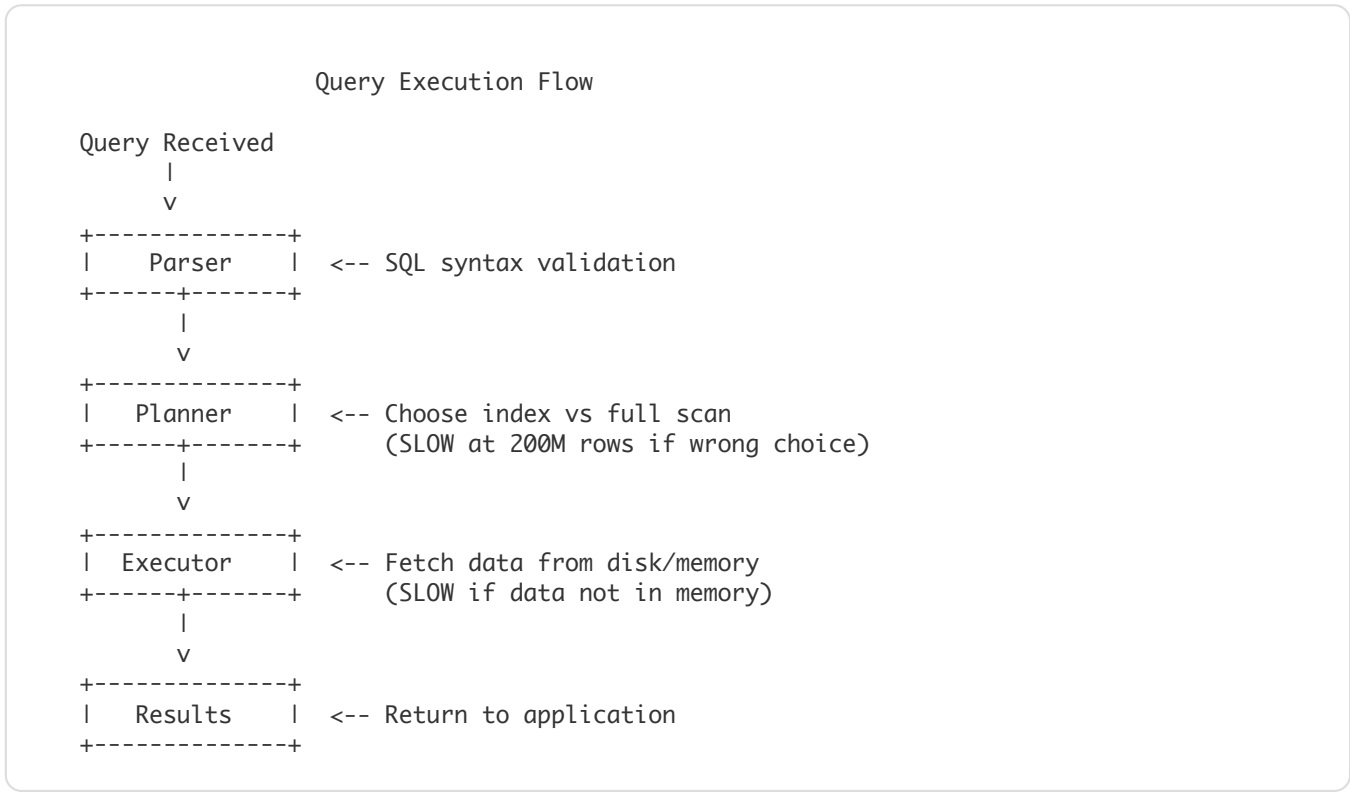 Query Execution Flow
Query Received
      |
      v
+--------------+
|    Parser    |  <-- SQL syntax validation
+------+-------+
       |
       v
+--------------+
|   Planner    |  <-- Choose index vs full scan
+------+-------+      (SLOW at 200M rows if wrong choice)
       |
       v
+--------------+
|  Executor    |  <-- Fetch data from disk/memory
+------+-------+      (SLOW if data not in memory)
       |
       v
+--------------+
|   Results    |  <-- Return to application
+--------------+